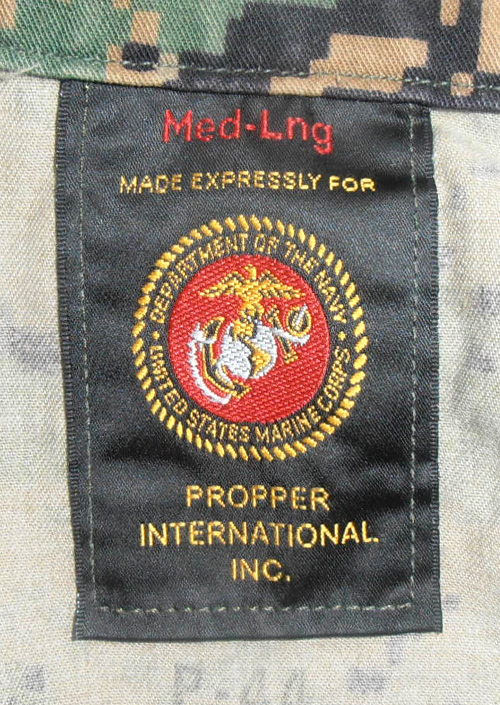 Med-Lng
MADE EXPRESSLY FOR
DEPARTMENT OF THE NAVY
UNITED STATES MARINE CORPS
PROPPER
INTERNATIONAL
INC.